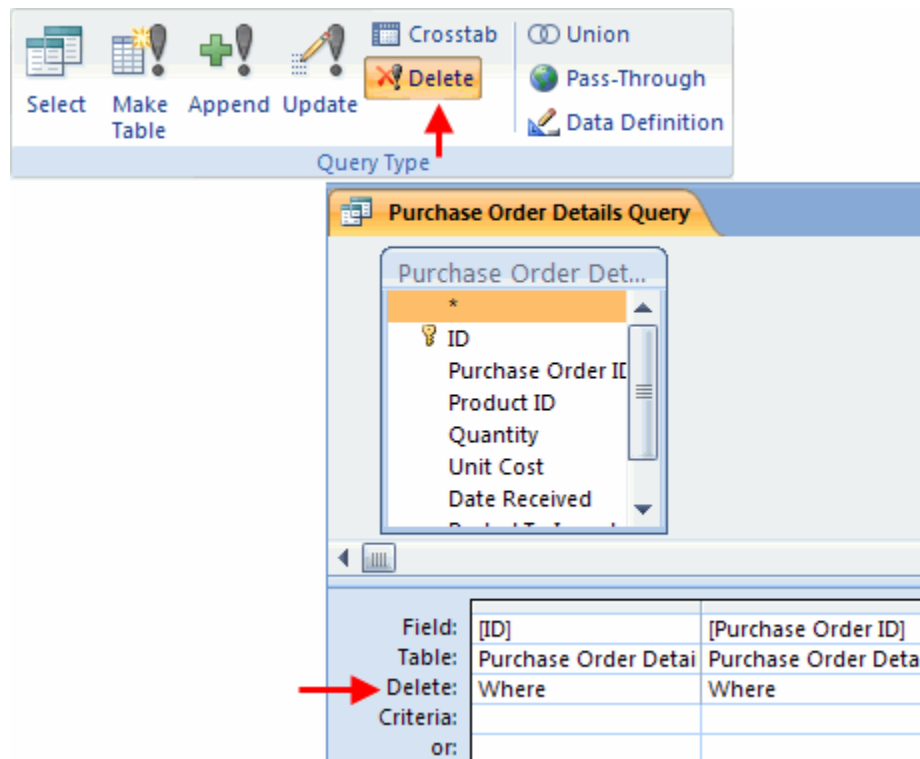 Crosstab
Union
Delete
Pass-Through
Select
Make Table
Append
Update
Data Definition
Query Type
Purchase Order Details Query
Purchase Order Det...
*
ID
Purchase Order ID
Product ID
Quantity
Unit Cost
Date Received
Field: [ID] [Purchase Order ID]
Table: Purchase Order Detai Purchase Order Deta
Delete: Where Where
Criteria:
or: